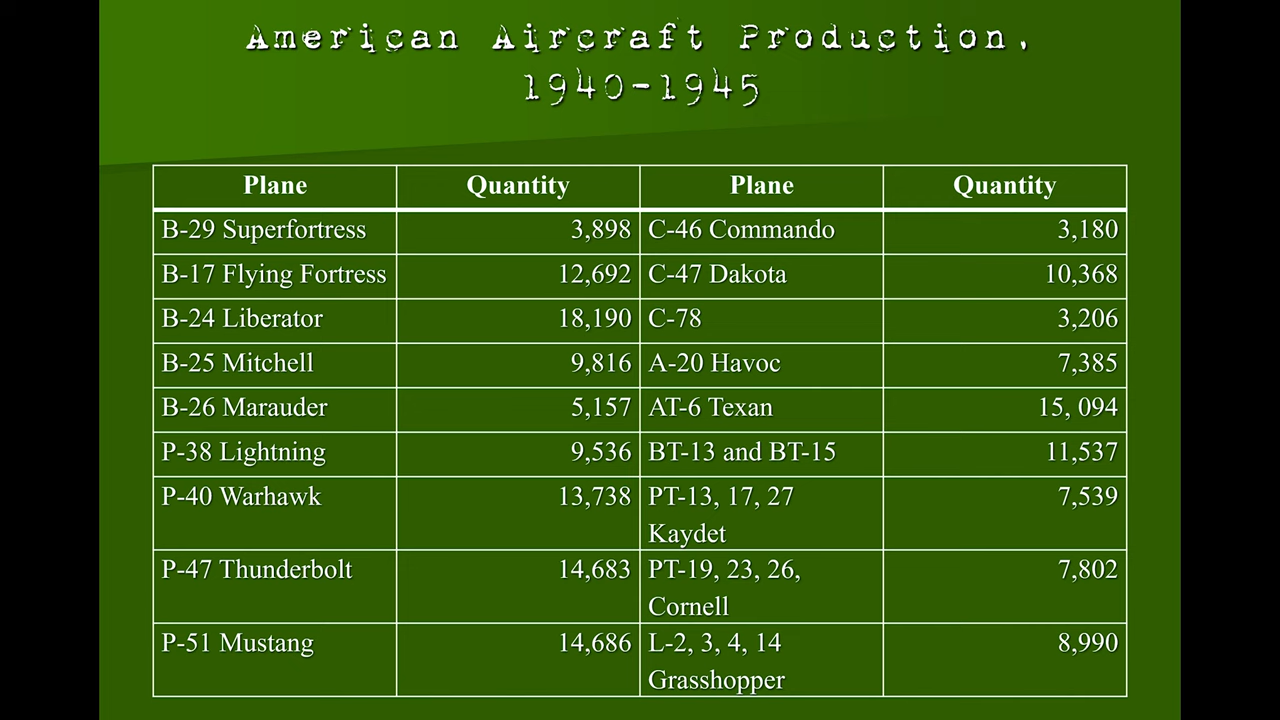 American Aircraft Production,
1940-1945
Plane Quantity Plane Quantity
B-29 Superfortress 3,898 C-46 Commando 3,180
B-17 Flying Fortress 12,692 C-47 Dakota 10,368
B-24 Liberator 18,190 C-78 3,206
B-25 Mitchell 9,816 A-20 Havoc 7,385
B-26 Marauder 5,157 AT-6 Texan 15, 094
P-38 Lightning 9,536 BT-13 and BT-15 11,537
P-40 Warhawk 13,738 PT-13, 17, 27 7,539
Kaydet
P-47 Thunderbolt 14,683 PT-19, 23, 26, 7,802
Cornell
P-51 Mustang 14,686 L-2, 3, 4, 14 8,990
Grasshopper